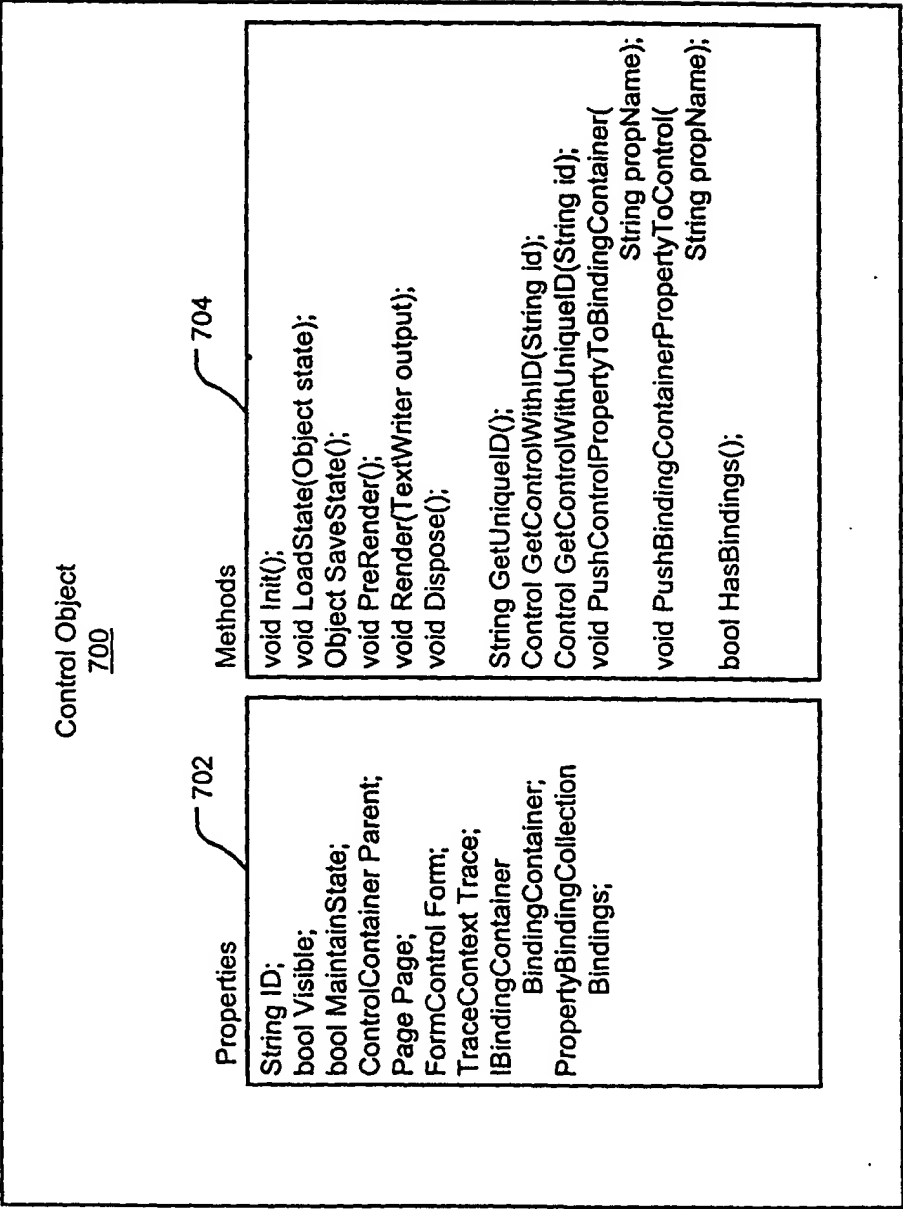 Control Object
700
Properties
702
String ID;
bool Visible;
bool MaintainState;
ControlContainer Parent;
Page Page;
FormControl Form;
TraceContext Trace;
IBindingContainer
BindingContainer;
PropertyBindingCollection
Bindings;
Methods
704
void Init();
void LoadState(Object state);
Object SaveState();
void PreRender();
void Render(TextWriter output);
void Dispose();
String GetUniqueID();
Control GetControlWithID(String id);
Control GetControlWithUniqueID(String id);
void PushControlPropertyToBindingContainer(
String propName);
void PushBindingContainerPropertyToControl(
String propName);
bool HasBindings();